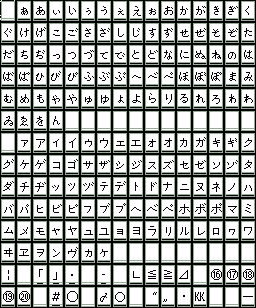 ぁあぃいぅうぇえぉおかがきぎく
ぐけげこごさざしじすずせぜそぞた
だちぢっつづてでとどなにぬねのは
ばぱひびぴふぶぷへべぺほぼぽまみ
むめもゃやゅゆょよらりるれろゎわ
ゐゑをん
ァアィイゥウェエォオカガキギク
グケゲコゴサザシジスズセゼソゾタ
ダチヂッツヅテデトドナニヌネノハ
バパヒビピフブプヘベペホボポマミ
ムメモャヤュユョヨラリルレロヮワ
ヰヱヲンヴヵヶ
¦ 「」· - ∟≦≧⊿ ⑯⑰⑱
⑲⑳ #○ ♂○ “„. KK